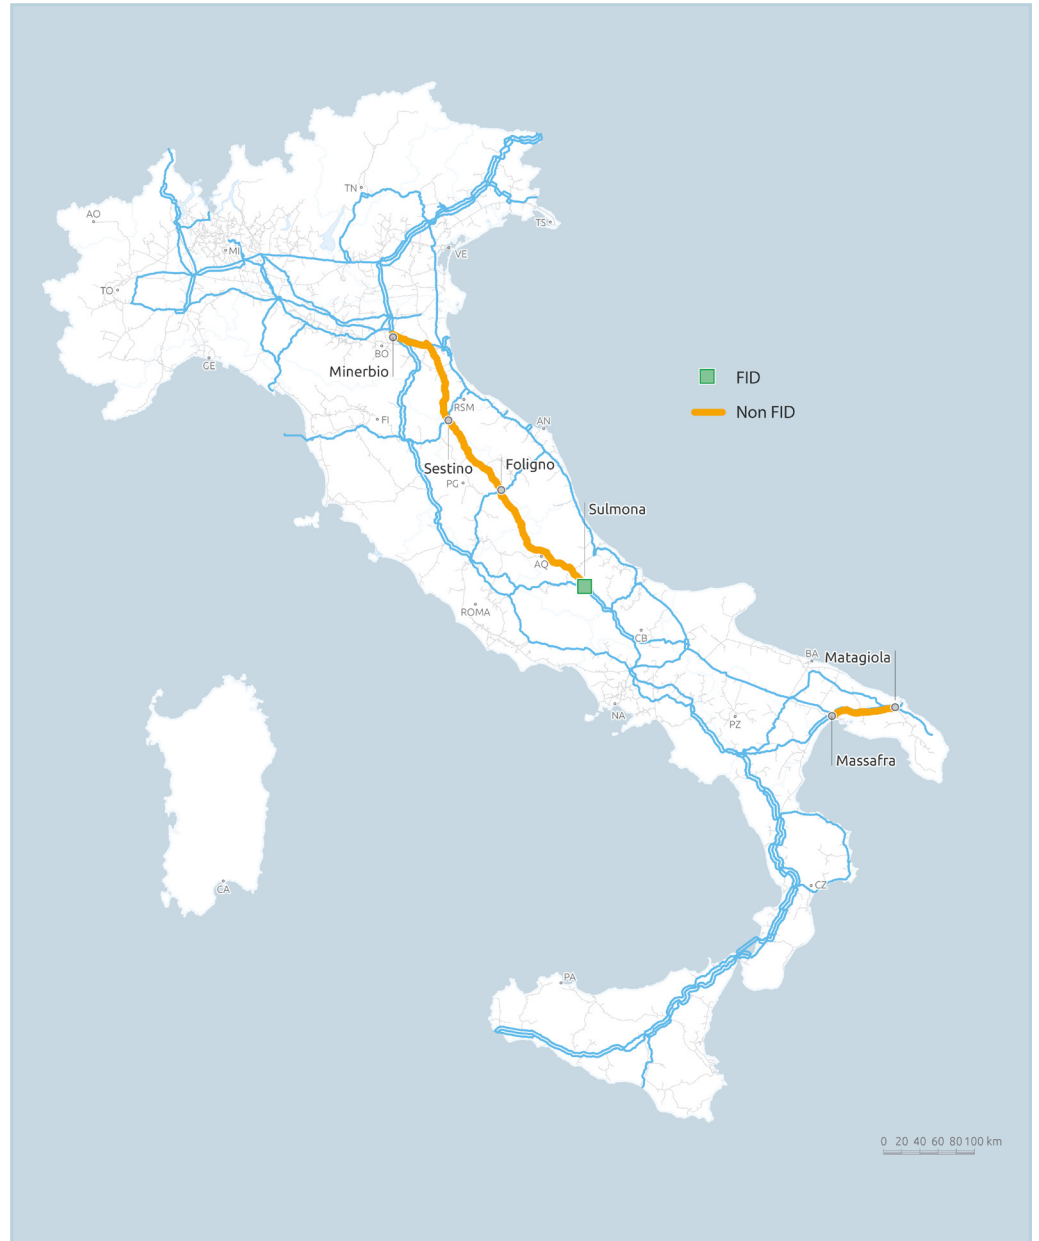 TN
AO
TS
MI
VE
TO
BO
GE
Minerbio
FID
RSM
Non FID
FI
AN
Sestino
Foligno
PG
Sulmona
AQ
ROMA
CB
BA
Matagiola
NA
PZ
Massafra
CZ
CA
PA
0 20 40 60 80 100 km